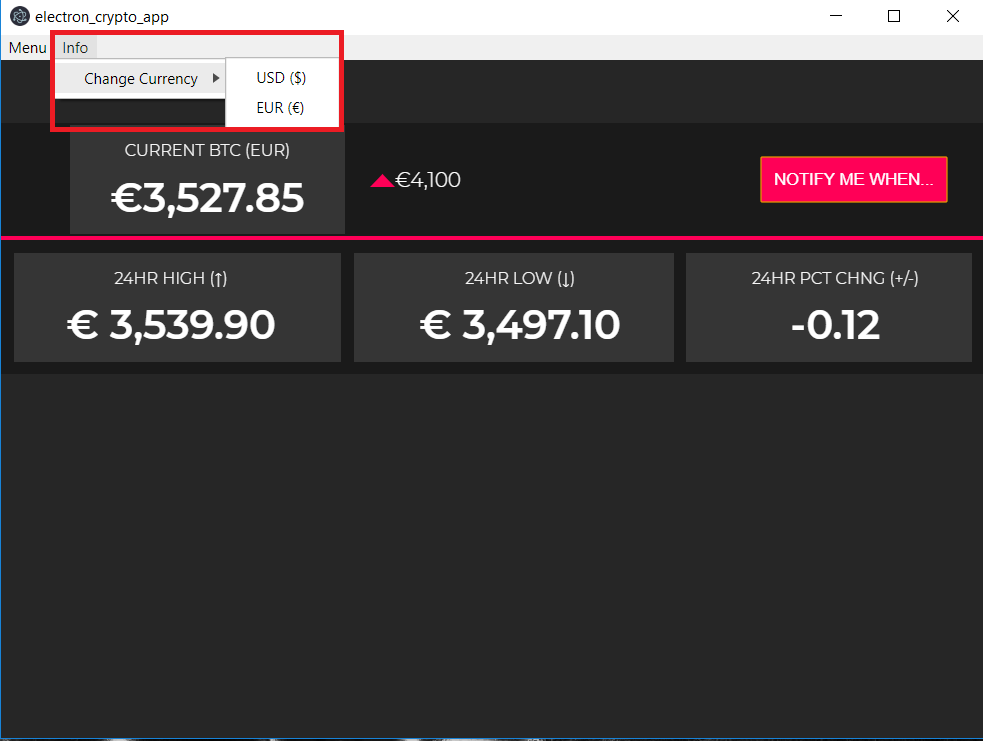 electron_crypto_app
Menu Info
Change Currency
USD ($)
EUR (€)
CURRENT BTC (EUR)
€3,527.85
€4,100
NOTIFY ME WHEN...
24HR HIGH (↑)
€ 3,539.90
24HR LOW (↓)
€ 3,497.10
24HR PCT CHNG (+/-)
-0.12